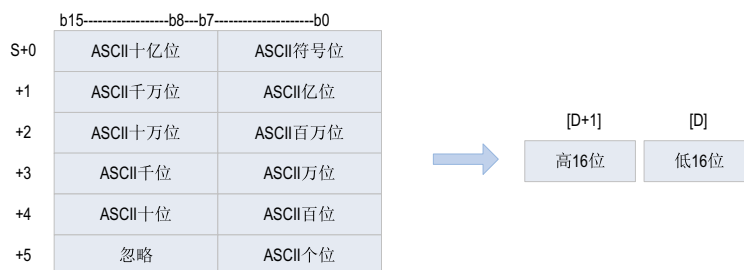 b15-------------------b8---b7----------------------b0
S+0 ASCII十亿位 ASCII符号位
+1 ASCII千万位 ASCII亿位
+2 ASCII十万位 ASCII百万位
[D+1] [D]
+3 ASCII千位 ASCII万位
高16位 低16位
+4 ASCII十位 ASCII百位
+5 忽略 ASCII个位